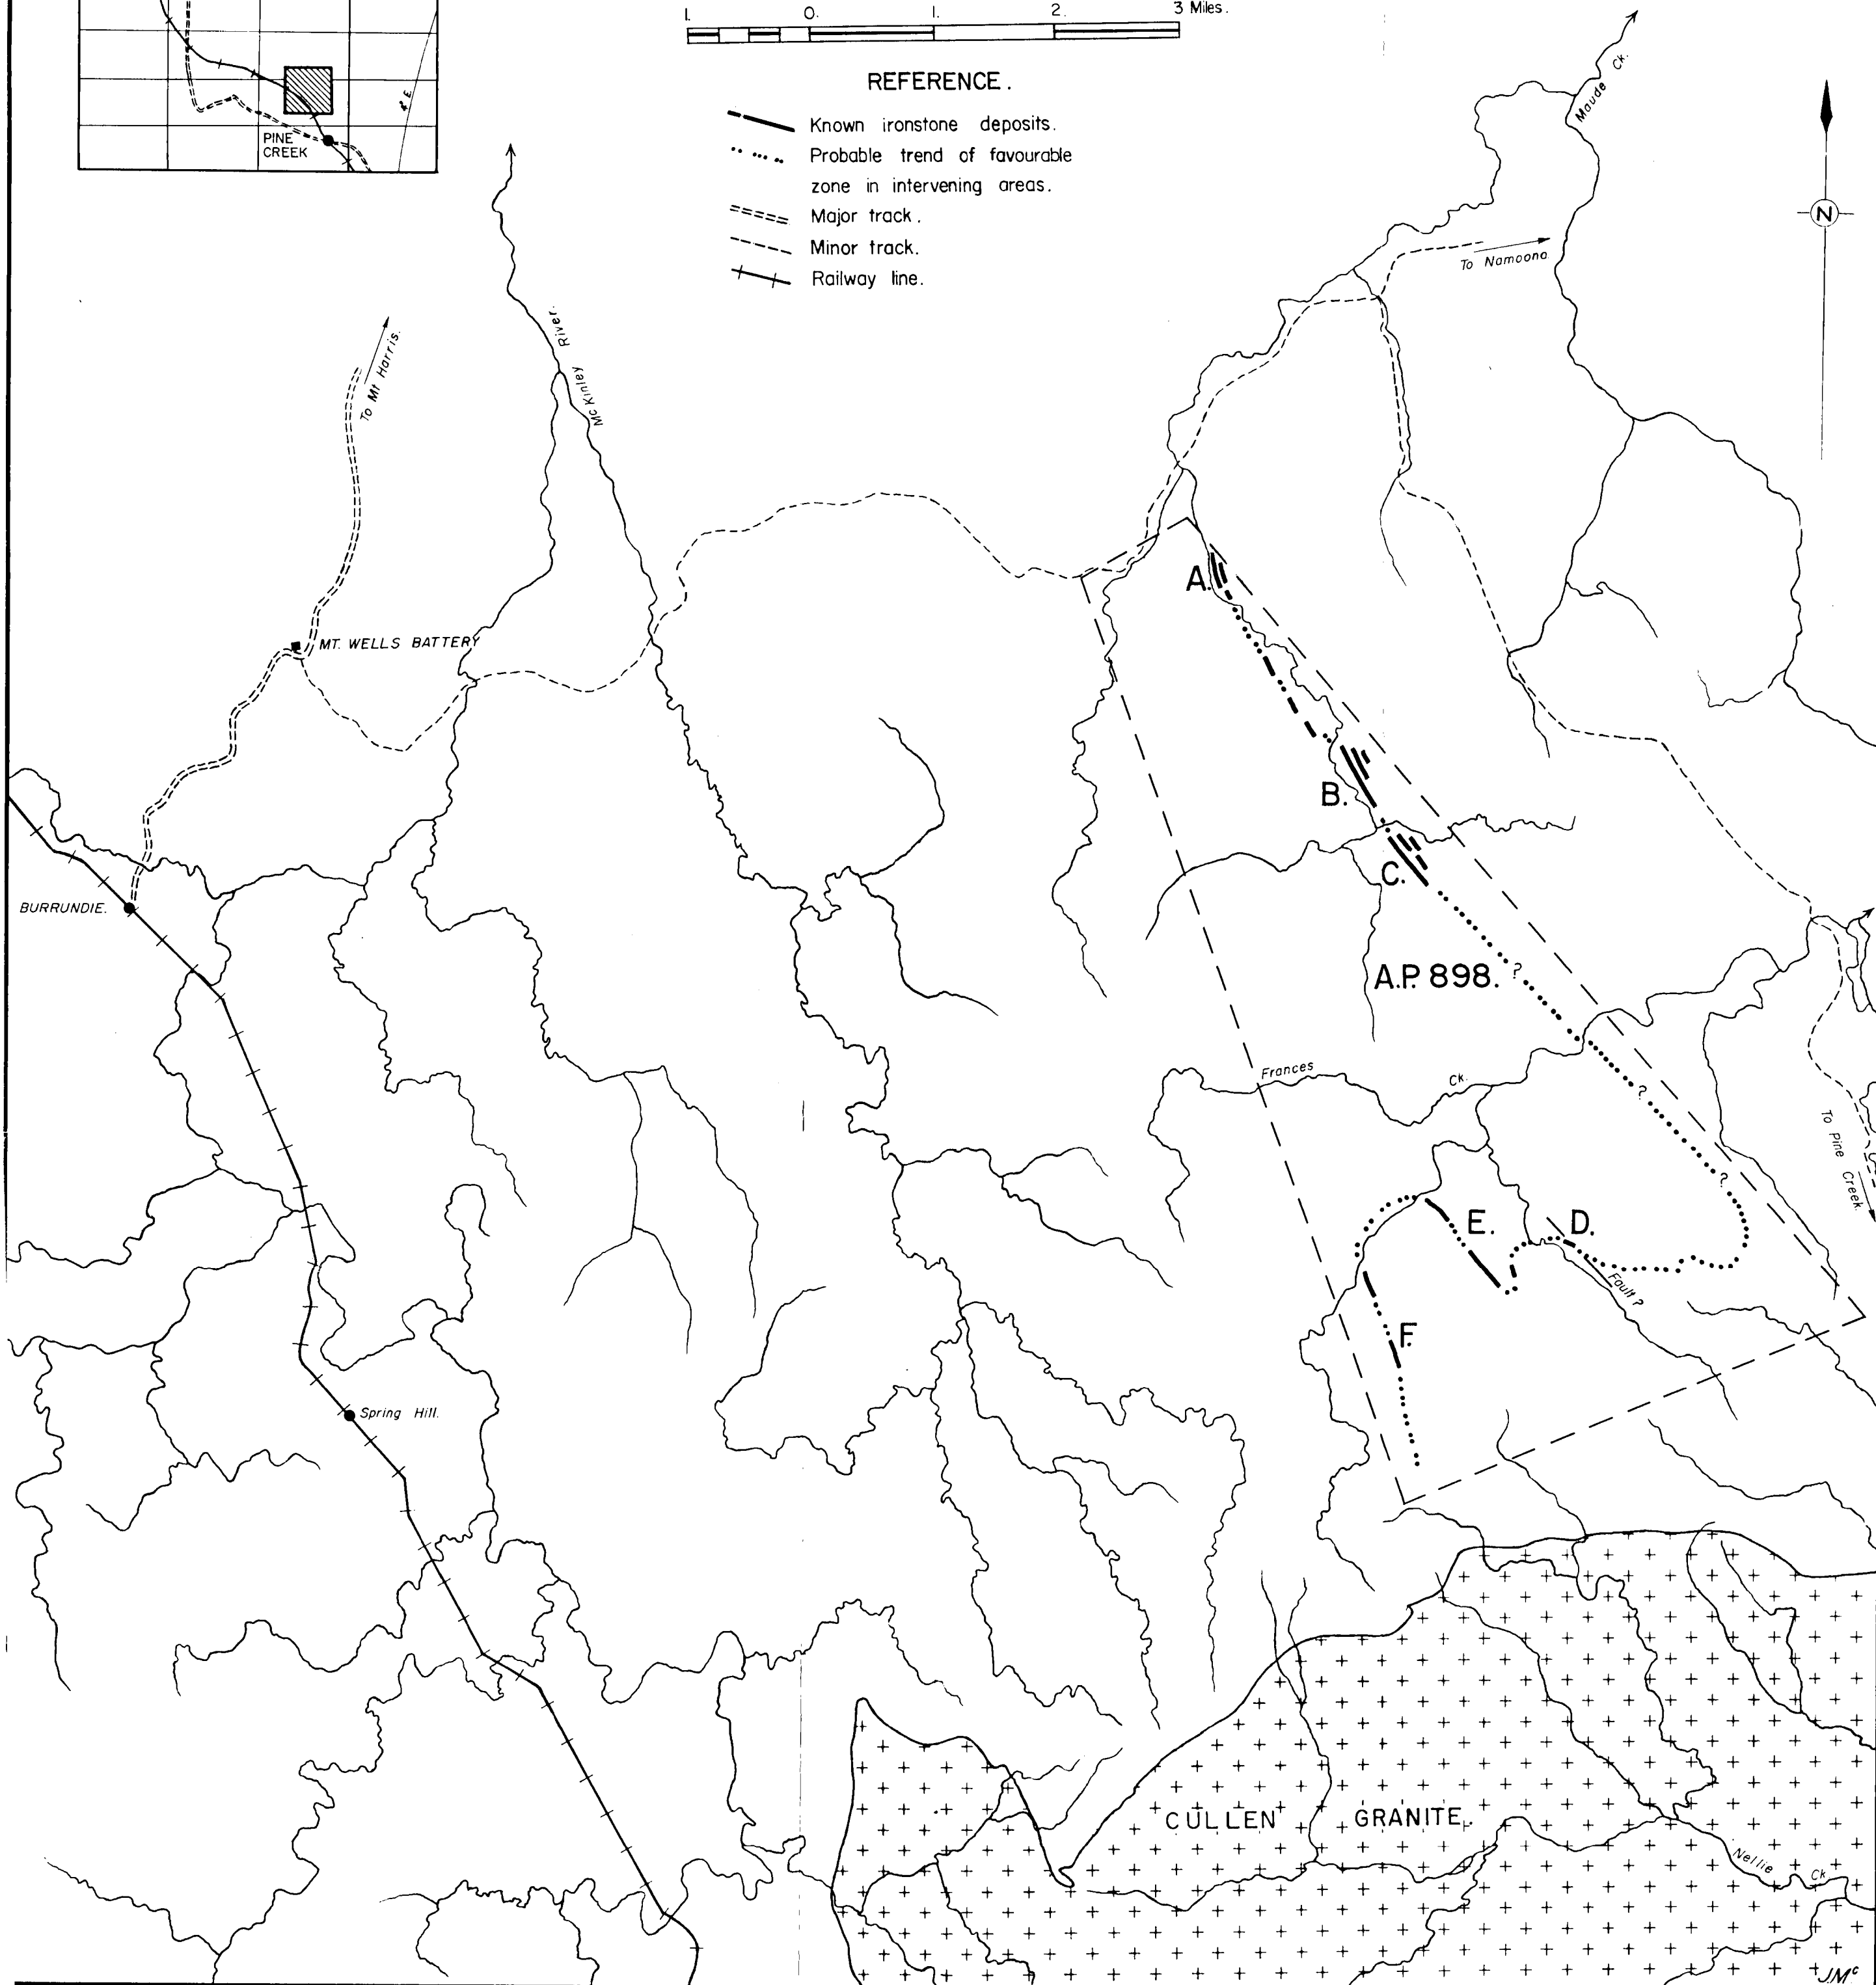 1. 0. 1. 2. 3 Miles.
REFERENCE.
Known ironstone deposits.
Probable trend of favourable
zone in intervening areas.
Major track.
Minor track.
Railway line.
PINE
CREEK
Maude Ck.
N
To Namoona
To Mt Harris.
McKinley River.
A.
MT. WELLS BATTERY
B.
C.
BURRUNDIE.
A.P. 898.
?
Frances Ck.
?
To Pine Creek.
?
E.
D.
Fault?
F.
Spring Hill.
CULLEN GRANITE.
Nellie Ck
JMc